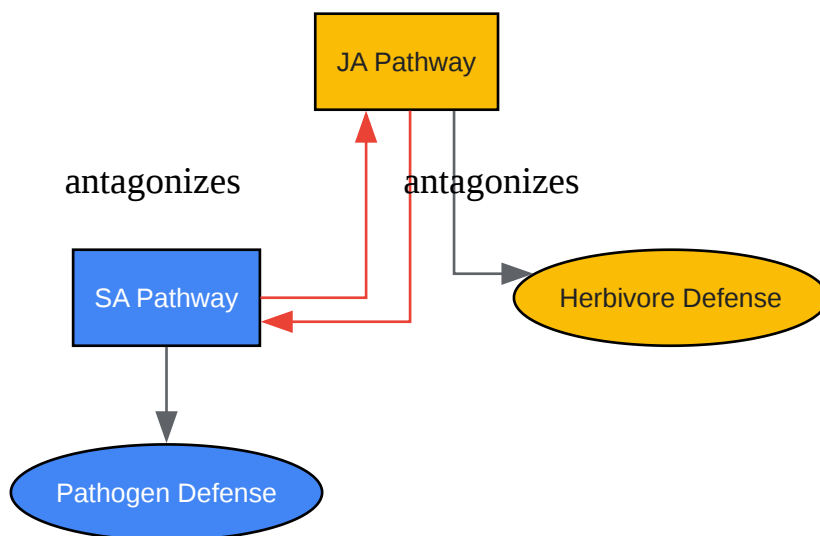 JA Pathway
antagonizes
antagonizes
SA Pathway
Herbivore Defense
Pathogen Defense